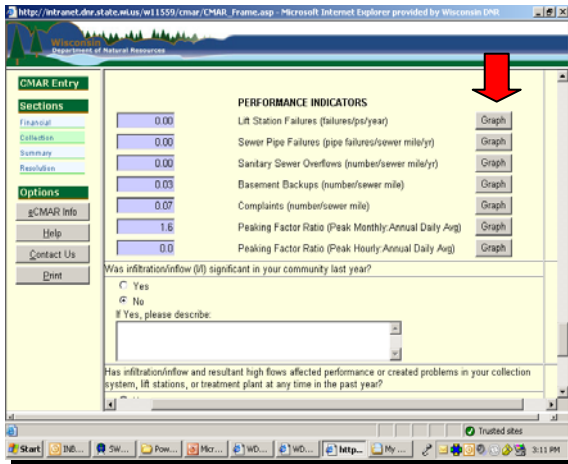 http://intranet.dnr.state.wi.us/w11559/cmar/CMAR_Frame.asp - Microsoft Internet Explorer provided by Wisconsin DNR
Wisconsin
Department of Natural Resources
CMAR Entry
Sections
Financial
Collection
Summary
Resolution
Options
eCMAR Info
Help
Contact Us
Print
PERFORMANCE INDICATORS
0.00 Lift Station Failures (failures/ps/year) Graph
0.00 Sewer Pipe Failures (pipe failures/sewer mile/yr) Graph
0.00 Sanitary Sewer Overflows (number/sewer mile/yr) Graph
0.03 Basement Backups (number/sewer mile) Graph
0.07 Complaints (number/sewer mile) Graph
1.6 Peaking Factor Ratio (Peak Monthly:Annual Daily Avg) Graph
0.0 Peaking Factor Ratio (Peak Hourly:Annual Daily Avg) Graph
Was infiltration/inflow (I/I) significant in your community last year?
Yes
No
If Yes, please describe:
Has infiltration/inflow and resultant high flows affected performance or created problems in your collection
system, lift stations, or treatment plant at any time in the past year?
Trusted sites
Start INB... SW... Pow... Mcr... WD... WD... http... My ... 3:11 PM